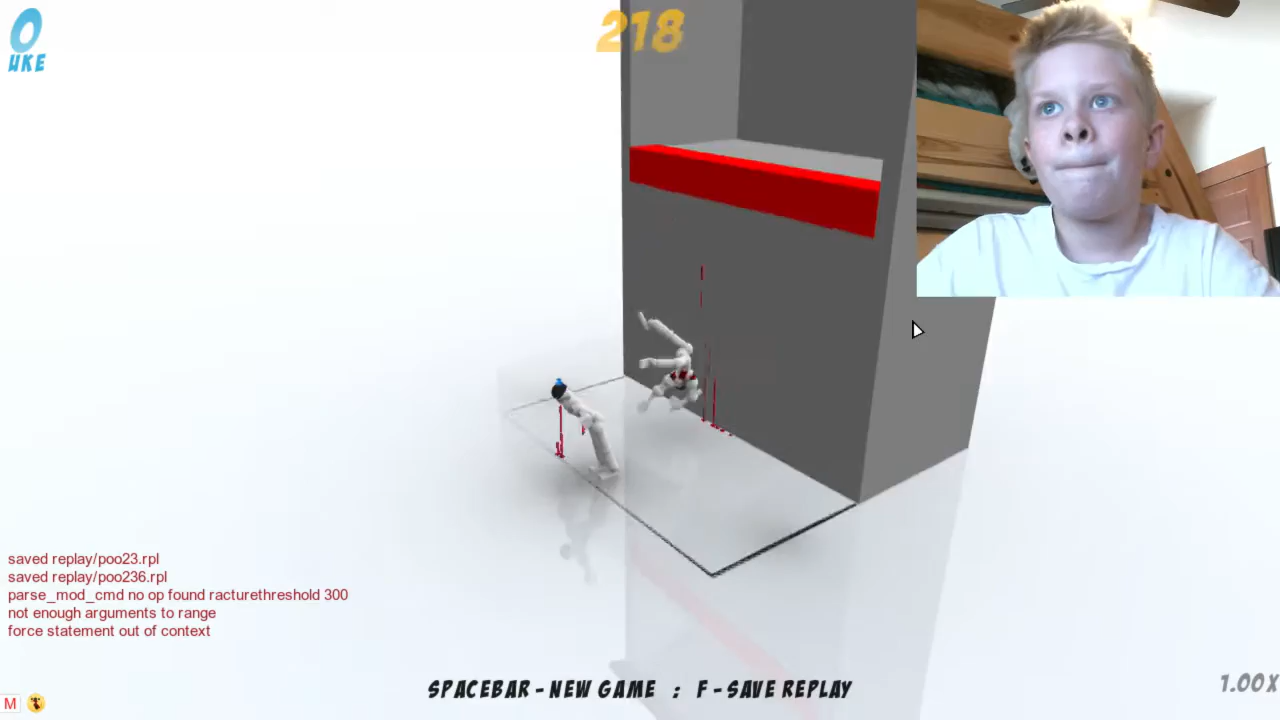 0
UKE
218
saved replay/poo23.rpl
saved replay/poo236.rpl
parse_mod_cmd no op found racturethreshold 300
not enough arguments to range
force statement out of context
SPACEBAR - NEW GAME : F - SAVE REPLAY
1.00X
M